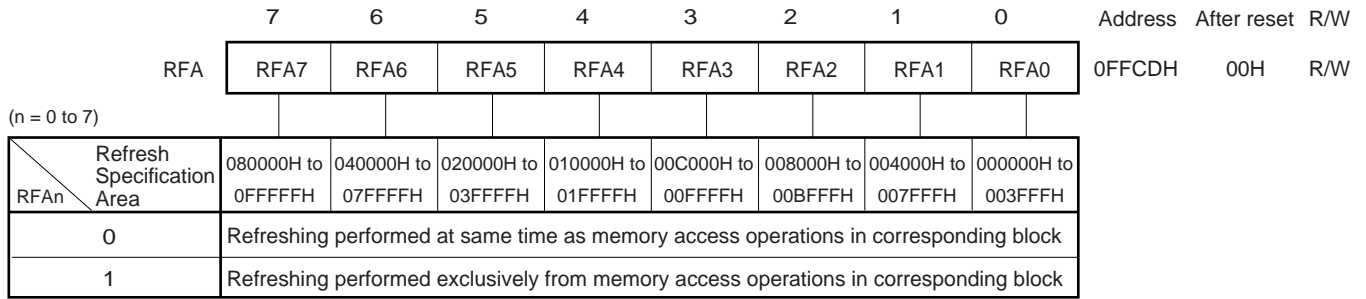 7 6 5 4 3 2 1 0 Address After reset R/W
RFA RFA7 RFA6 RFA5 RFA4 RFA3 RFA2 RFA1 RFA0 0FFCDH 00H R/W
(n = 0 to 7)
Refresh
Specification
Area
RFAn
080000H to 040000H to 020000H to 010000H to 00C000H to 008000H to 004000H to 000000H to
0FFFFFH 07FFFFH 03FFFFH 01FFFFH 00FFFFH 00BFFFH 007FFFH 003FFFH
0 Refreshing performed at same time as memory access operations in corresponding block
1 Refreshing performed exclusively from memory access operations in corresponding block